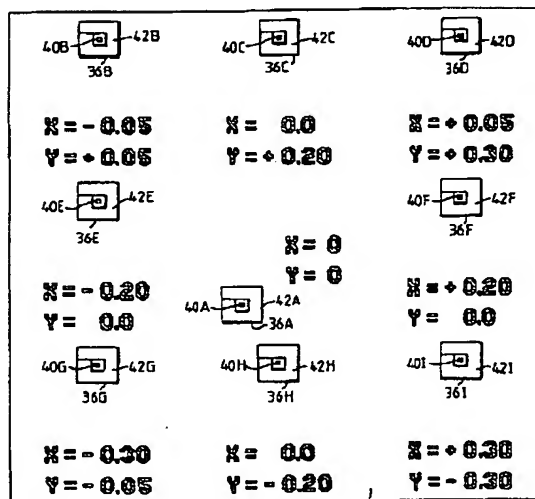 40B 42B 40C 42C 40D 42D
36B 36C 36D
X = - 0.05 X = 0.0 X = + 0.05
Y = + 0.05 Y = + 0.20 Y = + 0.30
40E 42E 40F 42F
36E 36F
X = 0
Y = 0
X = - 0.20 X = + 0.20
40A 42A
Y = 0.0 Y = 0.0
36A
40G 42G 40H 42H 40I 42I
36G 36H 36I
X = - 0.30 X = 0.0 X = + 0.30
Y = - 0.05 Y = - 0.20 , Y = - 0.30